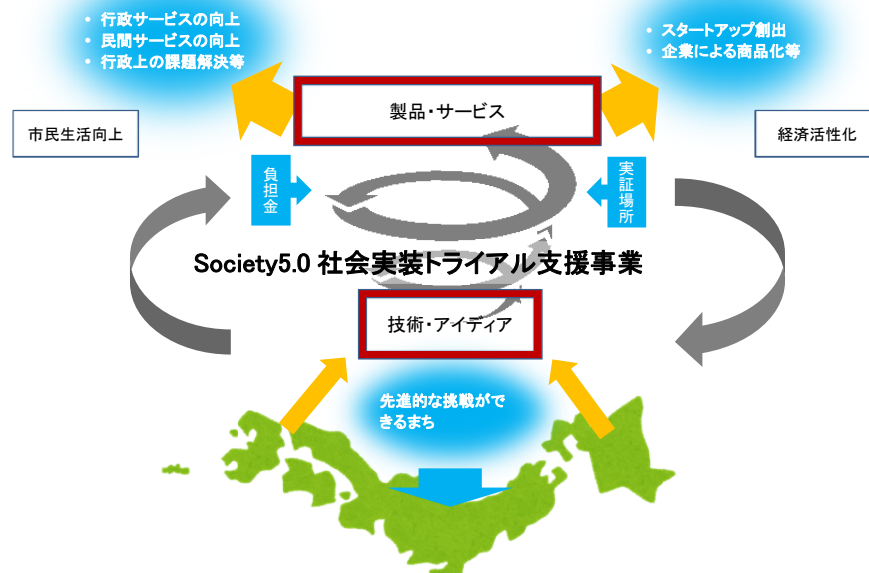 • 行政サービスの向上
• 民間サービスの向上
• 行政上の課題解決等
• スタートアップ創出
• 企業による商品化等
製品・サービス
市民生活向上
経済活性化
負担金
実証場所
Society5.0 社会実装トライアル支援事業
技術・アイディア
先進的な挑戦がで
きるまち